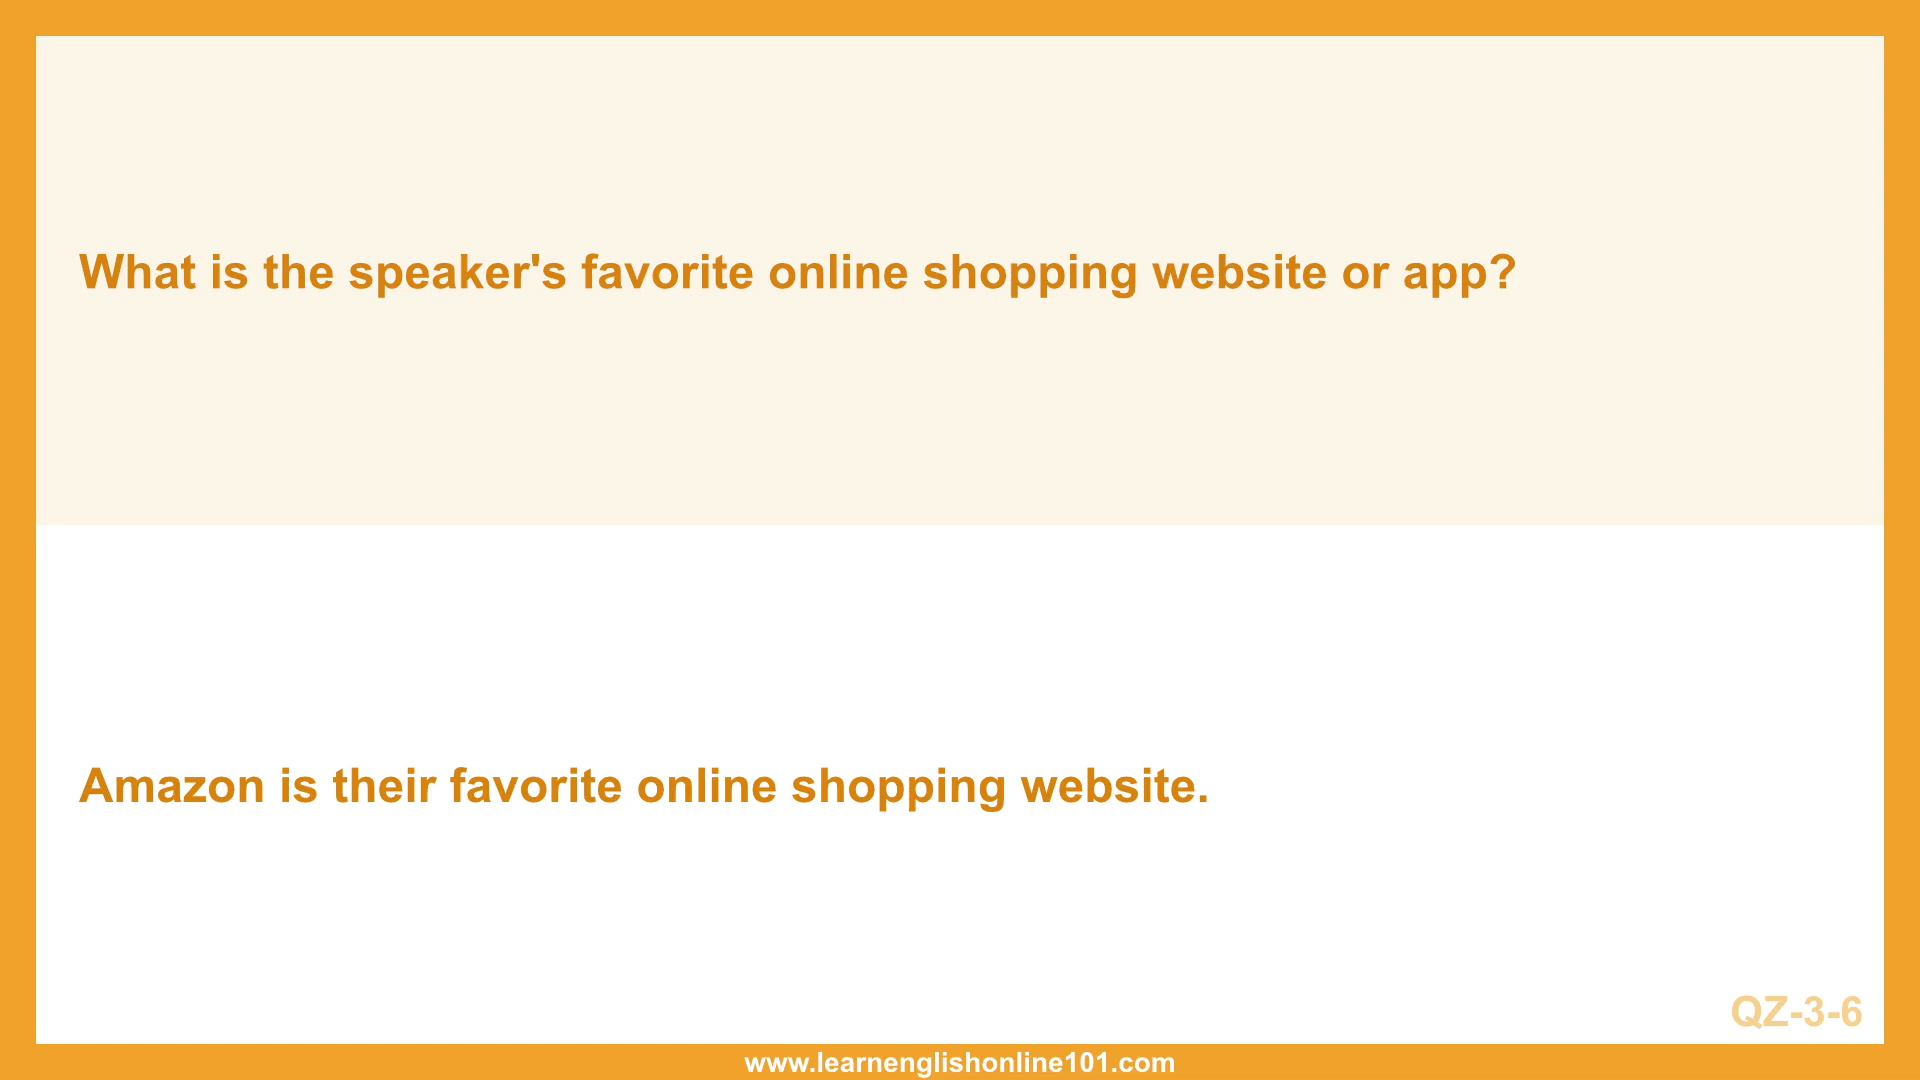 What is the speaker's favorite online shopping website or app?
Amazon is their favorite online shopping website.
QZ-3-6
www.learnenglishonline101.com